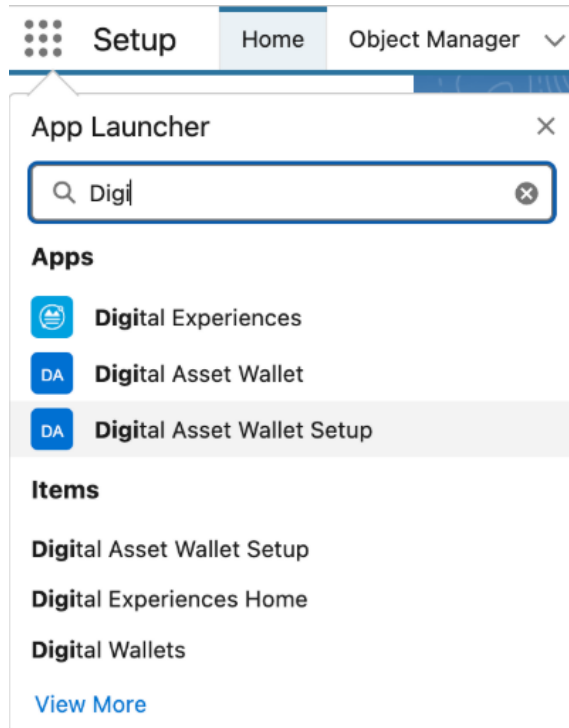 Setup Home Object Manager
App Launcher
Digi
Apps
Digital Experiences
DA Digital Asset Wallet
DA Digital Asset Wallet Setup
Items
Digital Asset Wallet Setup
Digital Experiences Home
Digital Wallets
View More